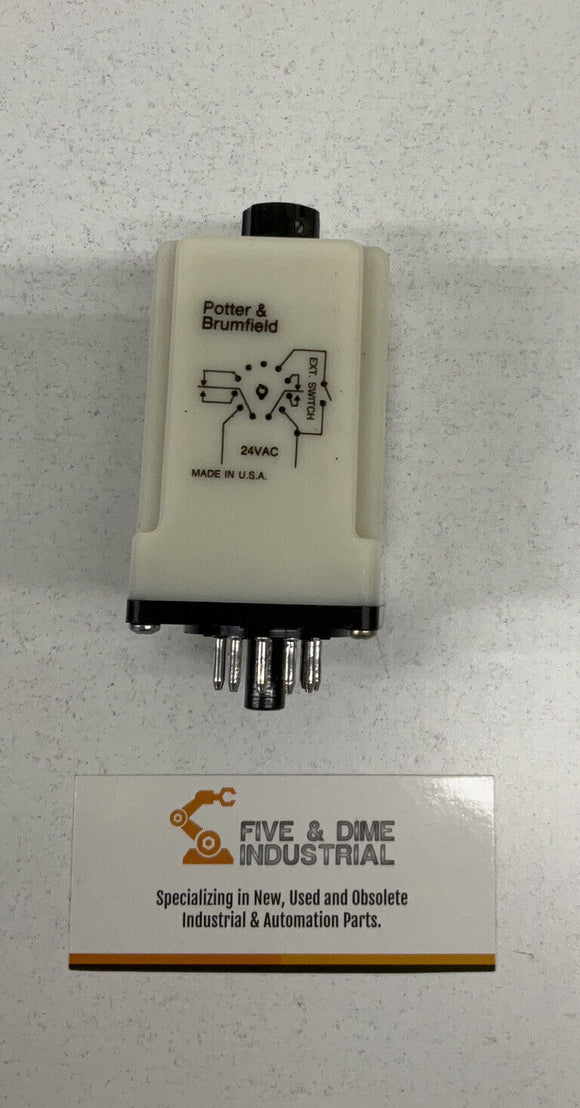 Potter &
Brumfield
EXT. SWITCH
24VAC
MADE IN U.S.A.
FIVE & DIME
INDUSTRIAL
Specializing in New, Used and Obsolete
Industrial & Automation Parts.